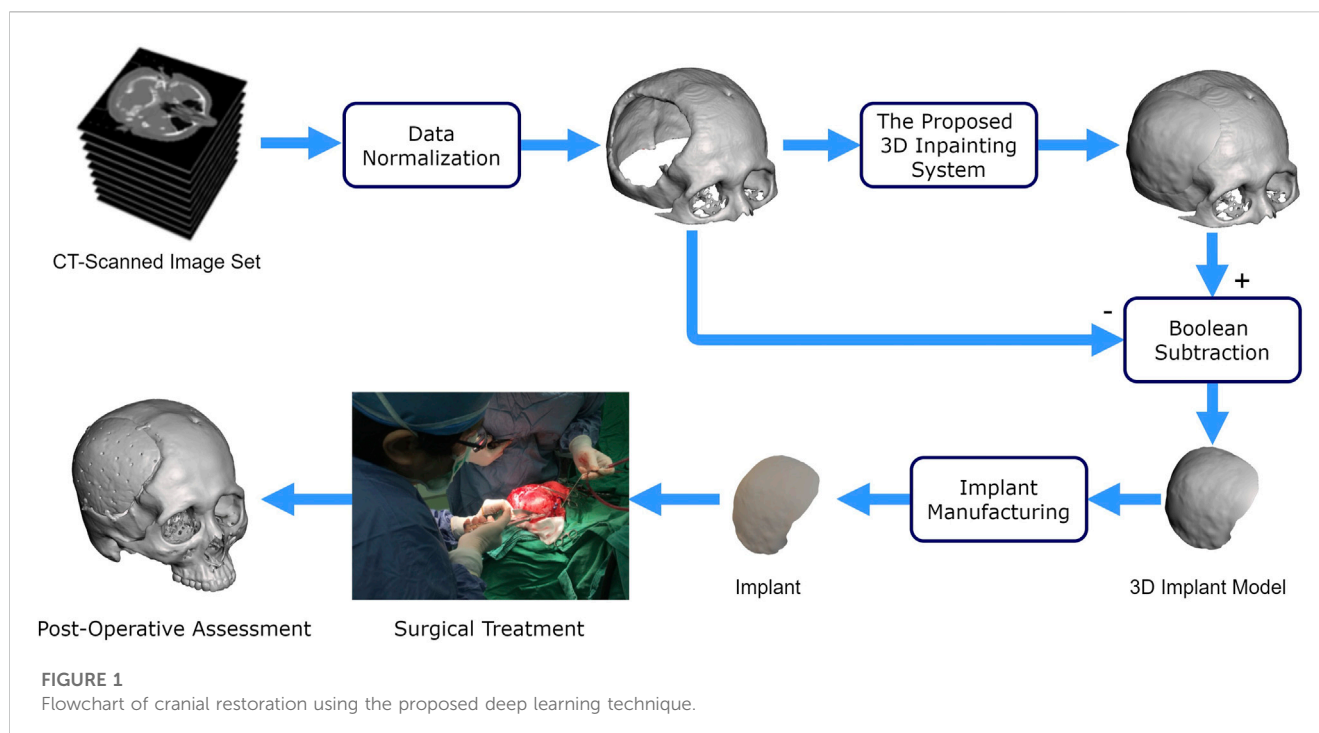 Data
Normalization
The Proposed
3D Inpainting
System
CT-Scanned Image Set
+
-
Boolean
Subtraction
Implant
Manufacturing
Implant
3D Implant Model
Post-Operative Assessment
Surgical Treatment
FIGURE 1
Flowchart of cranial restoration using the proposed deep learning technique.